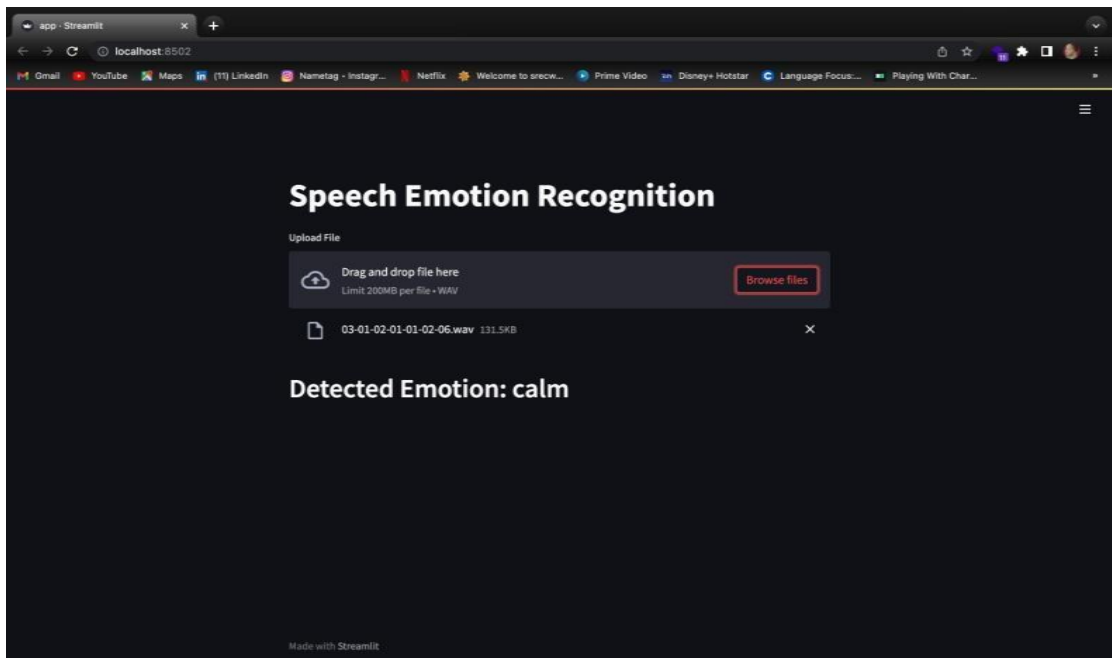 app · Streamlit
localhost:8502
Gmail YouTube Maps (11) LinkedIn Nametag - Instagr... Netflix Welcome to srecw... Prime Video Disney+ Hotstar Language Focus:... Playing With Char...
Speech Emotion Recognition
Upload File
Drag and drop file here
Limit 200MB per file • WAV
Browse files
03-01-02-01-01-02-06.wav 131.5KB
Detected Emotion: calm
Made with Streamlit